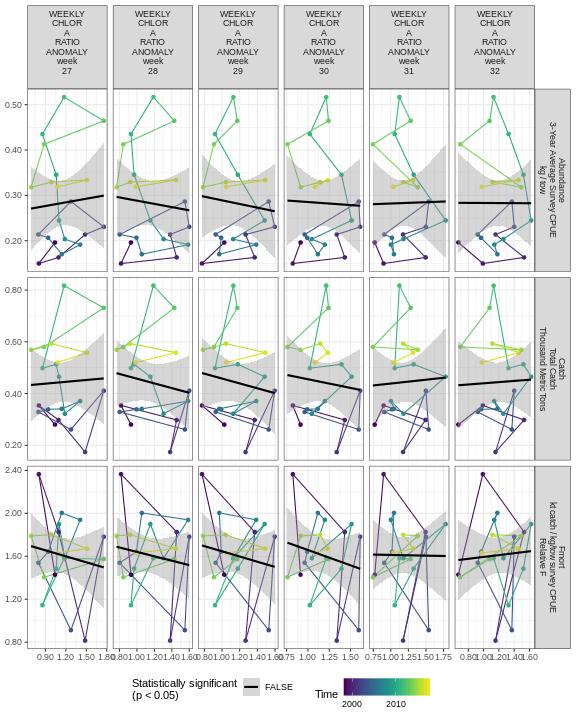 WEEKLY
CHLOR
A
RATIO
ANOMALY
week
27
WEEKLY
CHLOR
A
RATIO
ANOMALY
week
28
WEEKLY
CHLOR
A
RATIO
ANOMALY
week
29
WEEKLY
CHLOR
A
RATIO
ANOMALY
week
30
WEEKLY
CHLOR
A
RATIO
ANOMALY
week
31
WEEKLY
CHLOR
A
RATIO
ANOMALY
week
32
0.50
0.40
0.30
0.20
Abundance
3-Year Average Survey CPUE
kg / tow
0.80
0.60
0.40
0.20
Catch
Total Catch
Thousand Metric Tons
2.40
2.00
1.60
1.20
0.80
Fmort
Relative F
kt catch / kg/tow survey CPUE
0.90 1.20 1.50 1.80
0.80 1.00 1.20 1.40
0.80 1.00 1.20 1.40 1.60
0.75 1.00 1.25 1.50
0.75 1.00 1.25 1.50 1.75
0.80 1.00 1.20 1.40 1.60
Statistically significant
(p < 0.05)
FALSE
Time
2000 2010